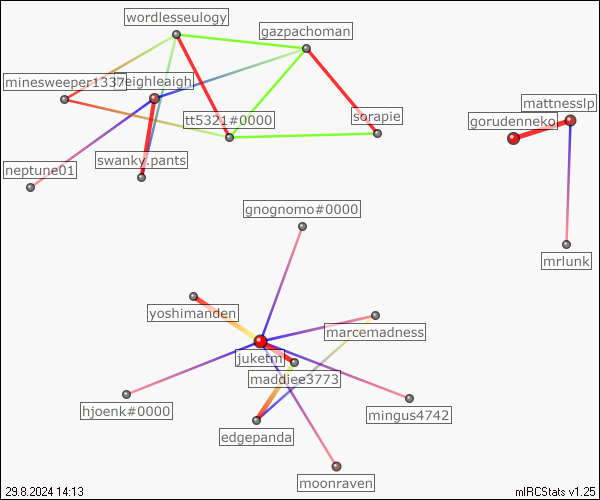 wordlesseulogy
gazpachoman
minesweeper1337
leighleaigh
mattnesslp
gorudenneko
tt5321#0000
sorapie
swanky.pants
neptune01
gnognomo#0000
mrlunk
yoshimanden
marcemadness
juketm
maddiee3773
hjoenk#0000
mingus4742
edgepanda
moonraven
29.8.2024 14:13
mIRCStats v1.25